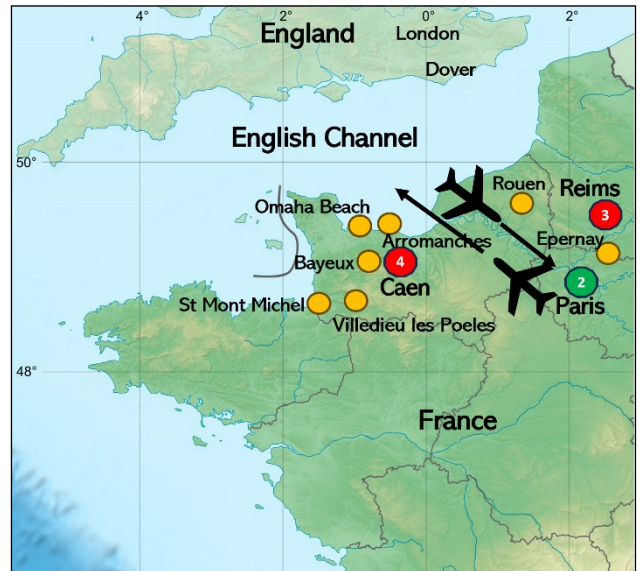 4° 2° 0° 2°
England
London
Dover
English Channel
50°
Rouen
Reims
3
Omaha Beach
Arromanches
Epernay
Bayeux
4
Caen
2
Paris
St Mont Michel
Villedieu les Poeles
48°
France